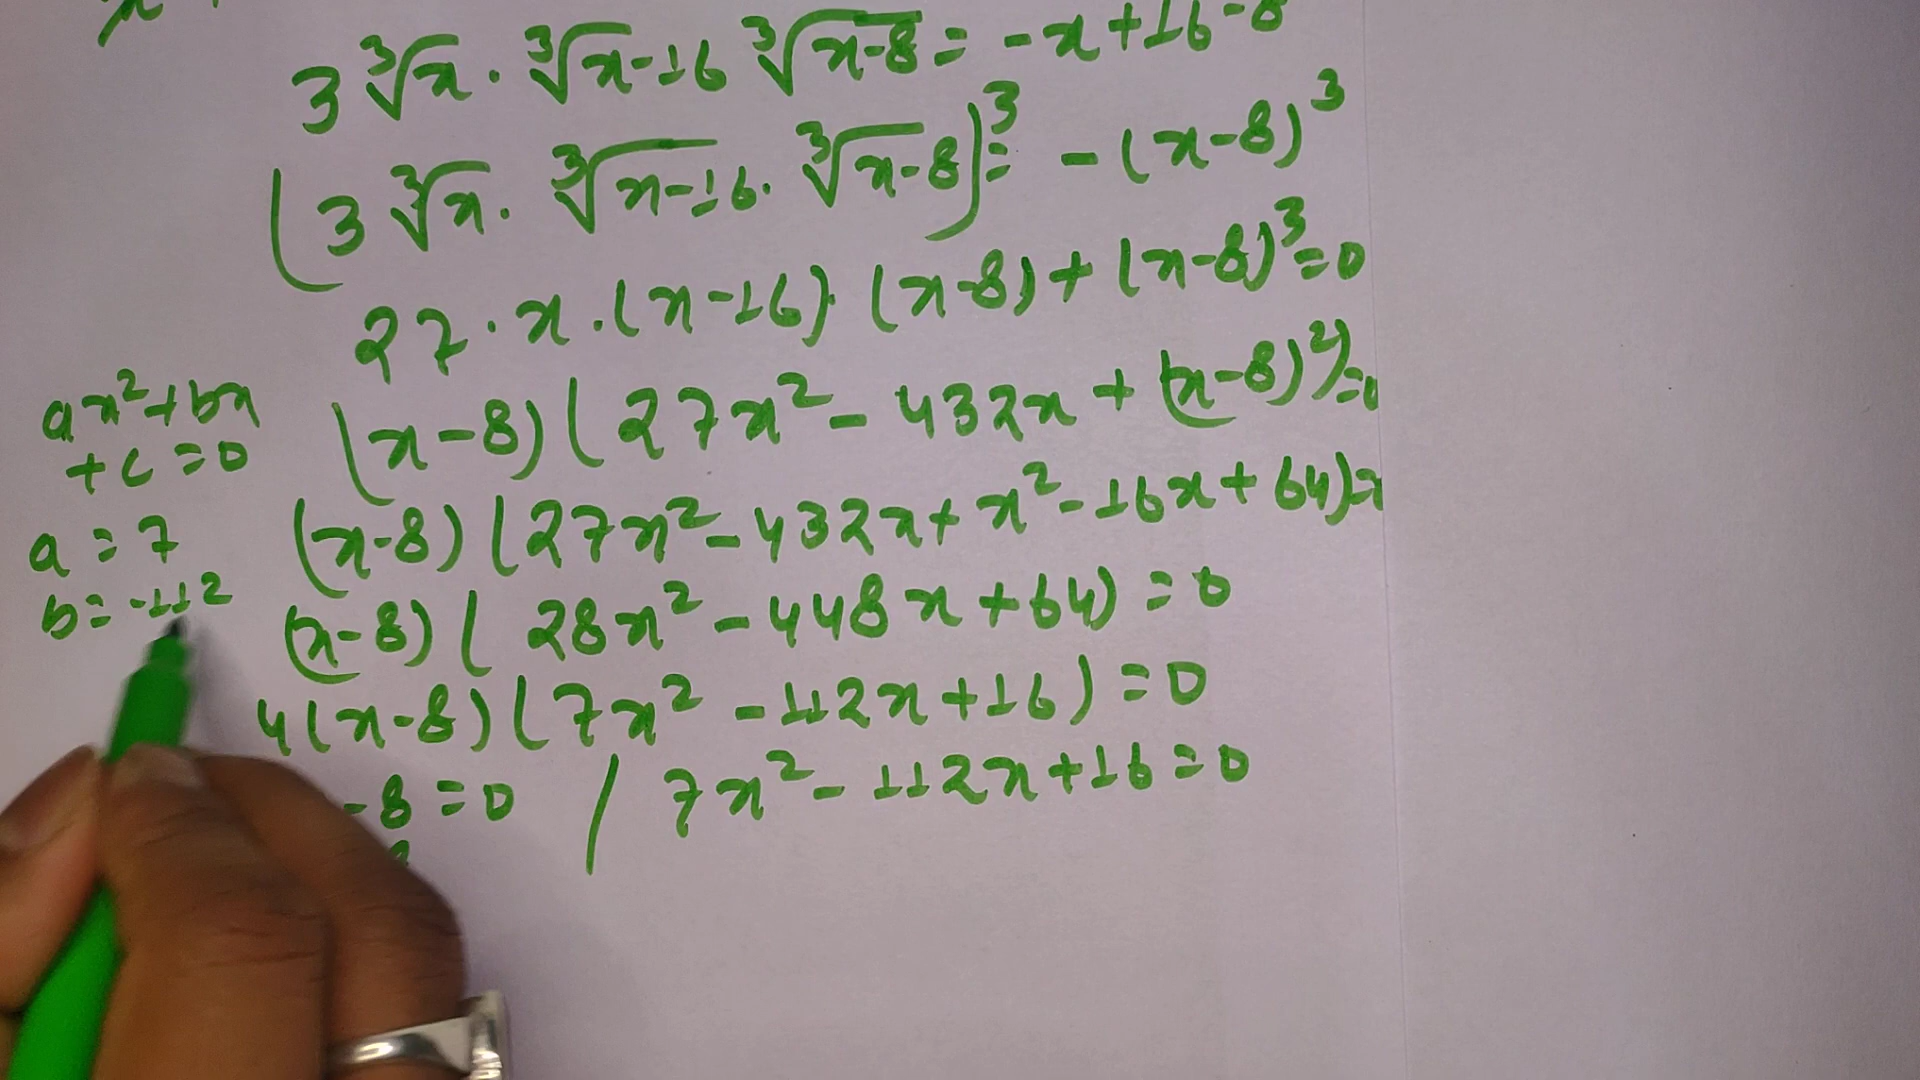 3∛x · ∛x-16 ∛x-8 = -x+16-8
(3∛x · ∛x-16 · ∛x-8)³ = -(x-8)³
27 · x · (x-16) · (x-8) + (x-8)³ = 0
(x-8)(27x² - 432x + (x-8)²) = 0
(x-8)(27x² - 432x + x² - 16x + 64) =
(x-8)(28x² - 448x + 64) = 0
4(x-8)(7x² - 112x + 16) = 0
-8 = 0 / 7x² - 112x + 16 = 0
ax² + bx
+ c = 0
a = 7
b = -112